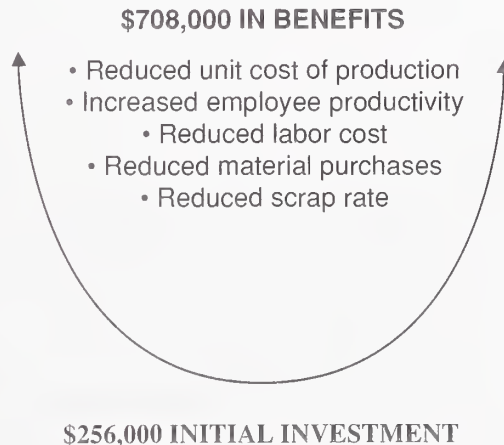 $708,000 IN BENEFITS
• Reduced unit cost of production
• Increased employee productivity
• Reduced labor cost
• Reduced material purchases
• Reduced scrap rate
$256,000 INITIAL INVESTMENT